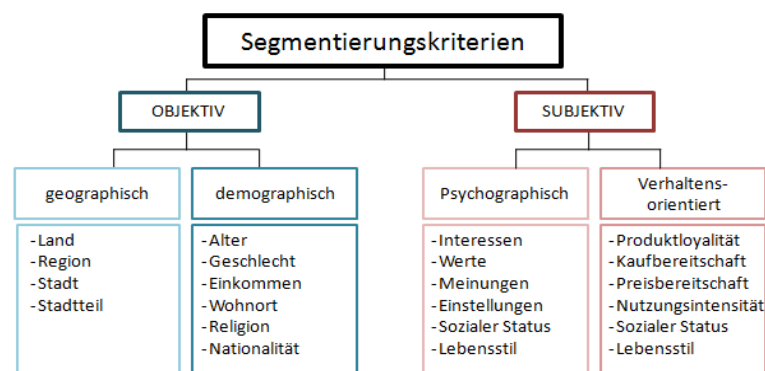 Segmentierungskriterien
OBJEKTIV
SUBJEKTIV
geographisch
demographisch
Psychographisch
Verhaltens-
orientiert
-Land
-Region
-Stadt
-Stadtteil
-Alter
-Geschlecht
-Einkommen
-Wohnort
-Religion
-Nationalität
-Interessen
-Werte
-Meinungen
-Einstellungen
-Sozialer Status
-Lebensstil
-Produktloyalität
-Kaufbereitschaft
-Preisbereitschaft
-Nutzungsintensität
-Sozialer Status
-Lebensstil